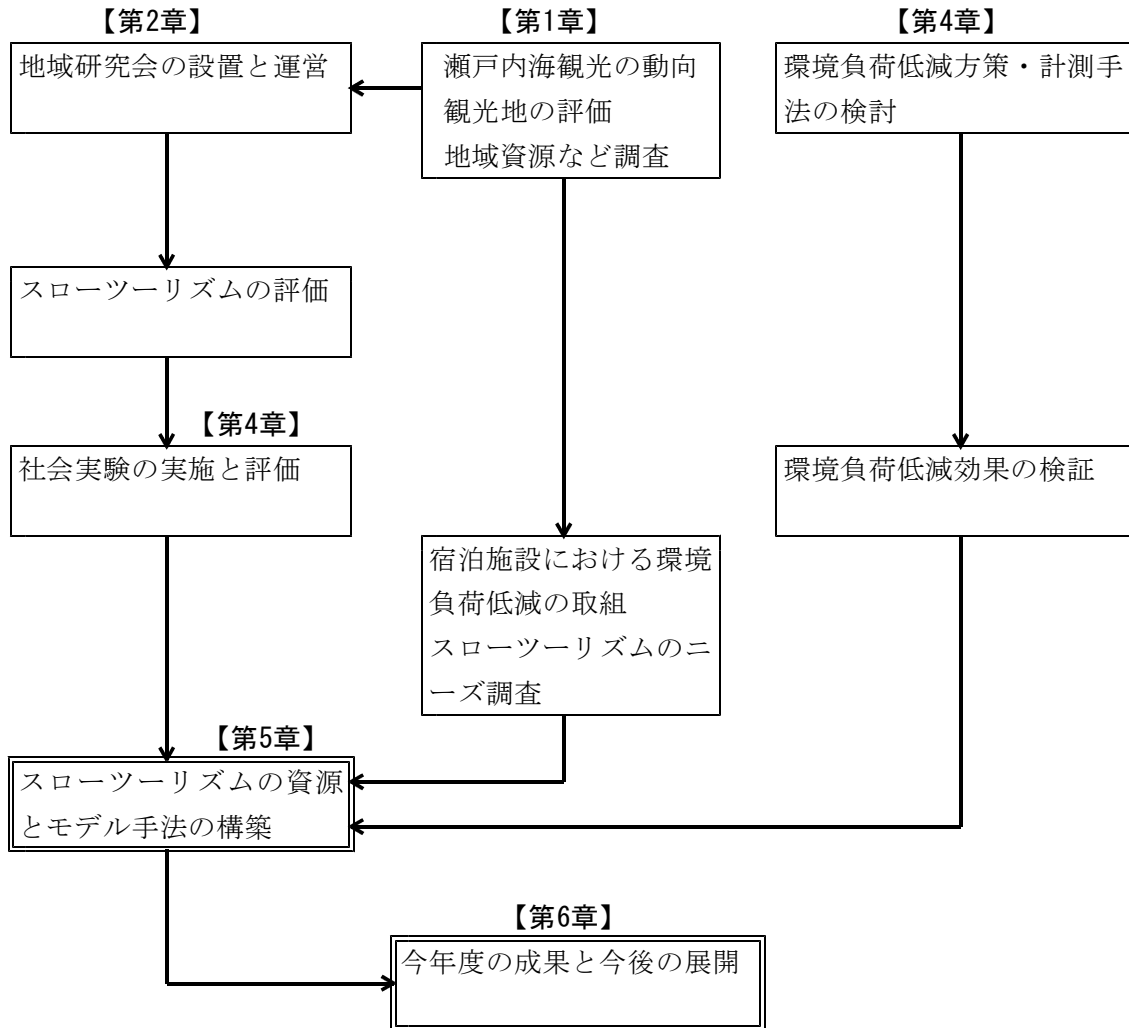 【第2章】
地域研究会の設置と運営
【第1章】
瀬戸内海観光の動向
観光地の評価
地域資源など調査
【第4章】
環境負荷低減方策・計測手
法の検討
スローツーリズムの評価
【第4章】
社会実験の実施と評価
環境負荷低減効果の検証
宿泊施設における環境
負荷低減の取組
スローツーリズムのニ
ーズ調査
【第5章】
スローツーリズムの資源
とモデル手法の構築
【第6章】
今年度の成果と今後の展開